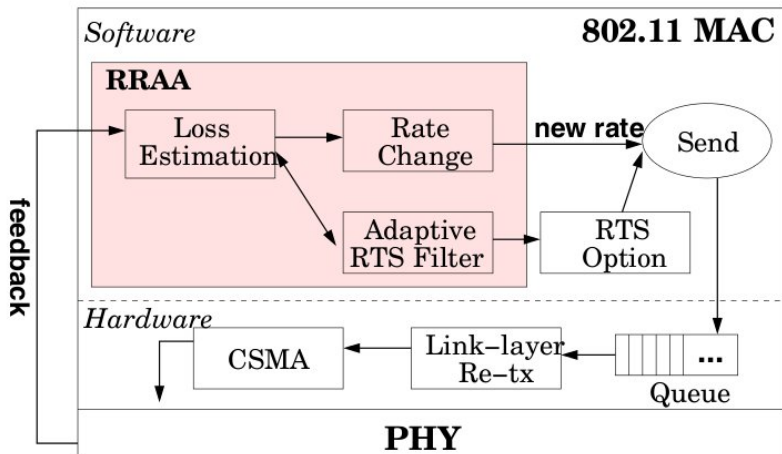 Software
802.11 MAC
RRAA
Loss
Estimation
Rate
Change
new rate
Send
Adaptive
RTS Filter
RTS
Option
feedback
Hardware
CSMA
Link-layer
Re-tx
...
Queue
PHY